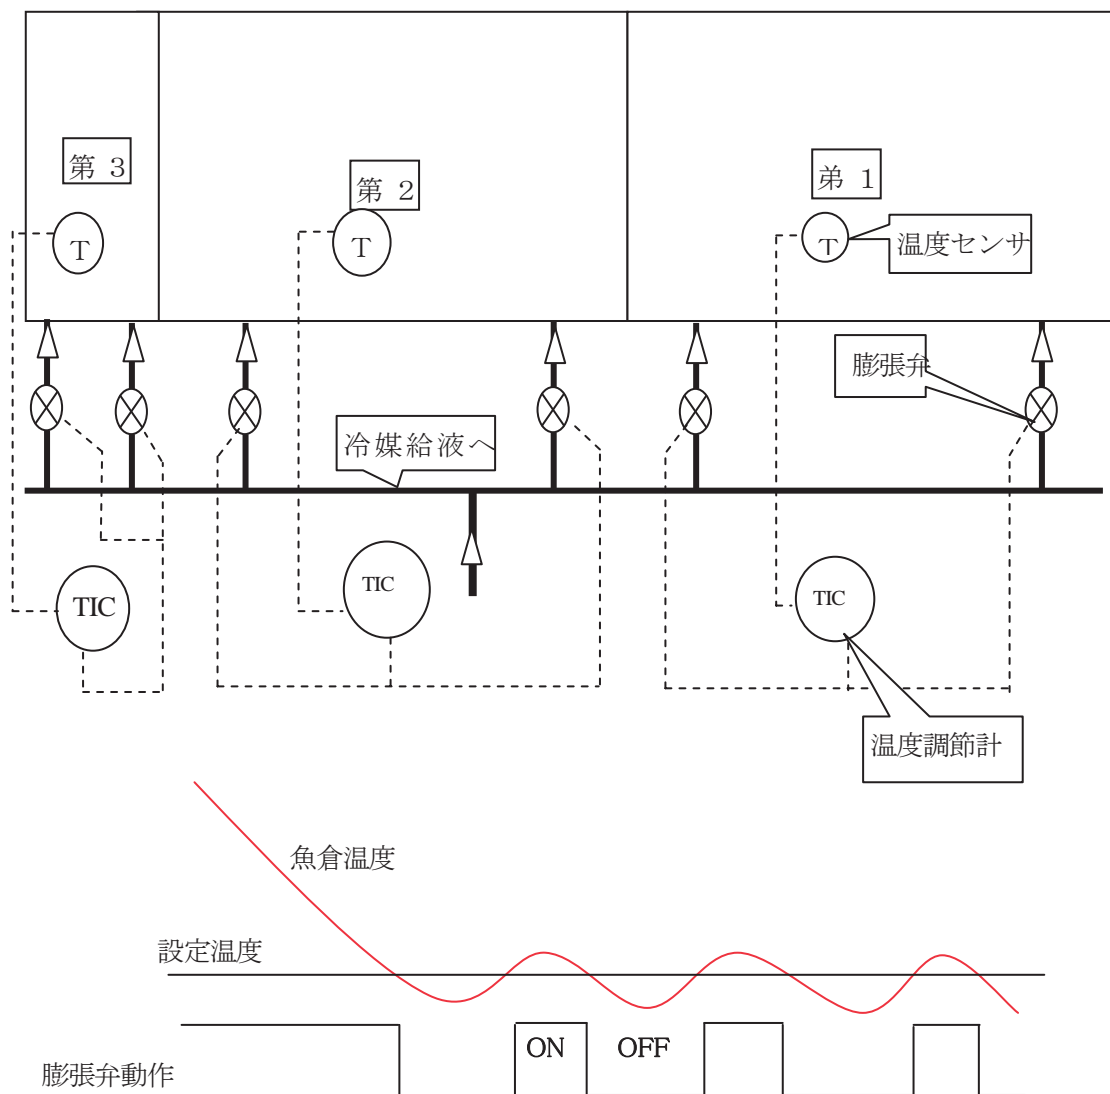 第 3
第 2
弟 1
T
T
T
温度センサ
膨張弁
冷媒給液へ
TIC
TIC
TIC
温度調節計
魚倉温度
設定温度
ON
OFF
膨張弁動作